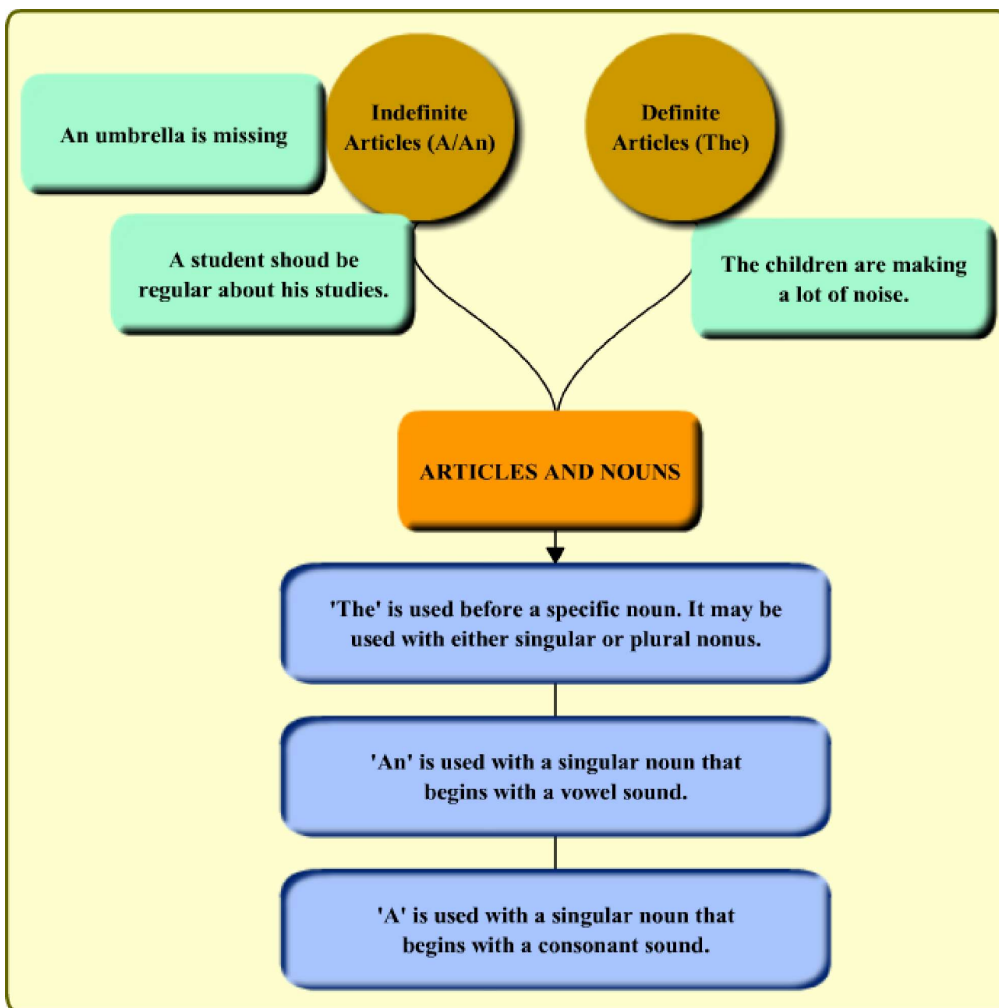 An umbrella is missing
Indefinite
Articles (A/An)
Definite
Articles (The)
A student shoud be
regular about his studies.
The children are making
a lot of noise.
ARTICLES AND NOUNS
'The' is used before a specific noun. It may be
used with either singular or plural nonus.
'An' is used with a singular noun that
begins with a vowel sound.
'A' is used with a singular noun that
begins with a consonant sound.